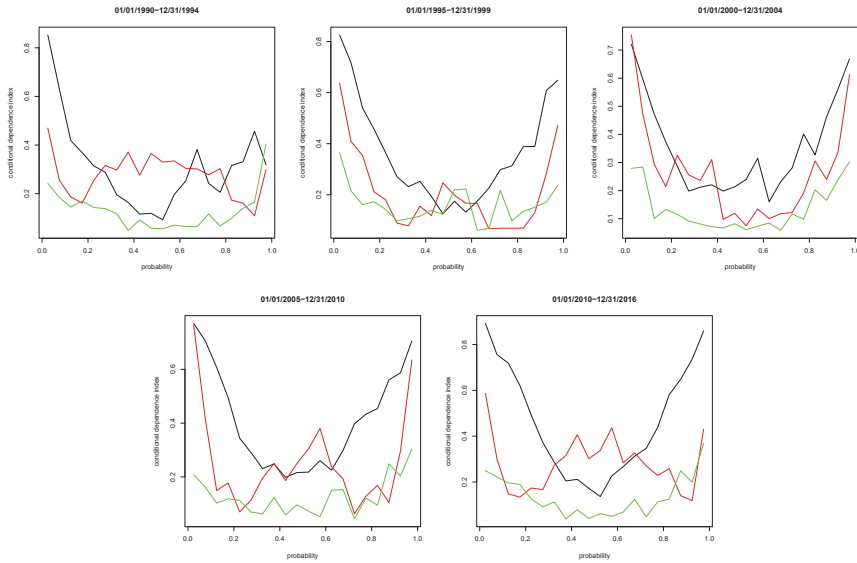 01/01/1990−12/31/1994
conditional dependence index
0.2 0.4 0.6 0.8
0.0 0.2 0.4 0.6 0.8 1.0
probability
01/01/1995−12/31/1999
conditional dependence index
0.2 0.4 0.6 0.8
0.0 0.2 0.4 0.6 0.8 1.0
probability
01/01/2000−12/31/2004
conditional dependence index
0.1 0.2 0.3 0.4 0.5 0.6 0.7
0.0 0.2 0.4 0.6 0.8 1.0
probability
01/01/2005−12/31/2010
conditional dependence index
0.2 0.4 0.6
0.0 0.2 0.4 0.6 0.8 1.0
probability
01/01/2010−12/31/2016
conditional dependence index
0.2 0.4 0.6 0.8
0.0 0.2 0.4 0.6 0.8 1.0
probability